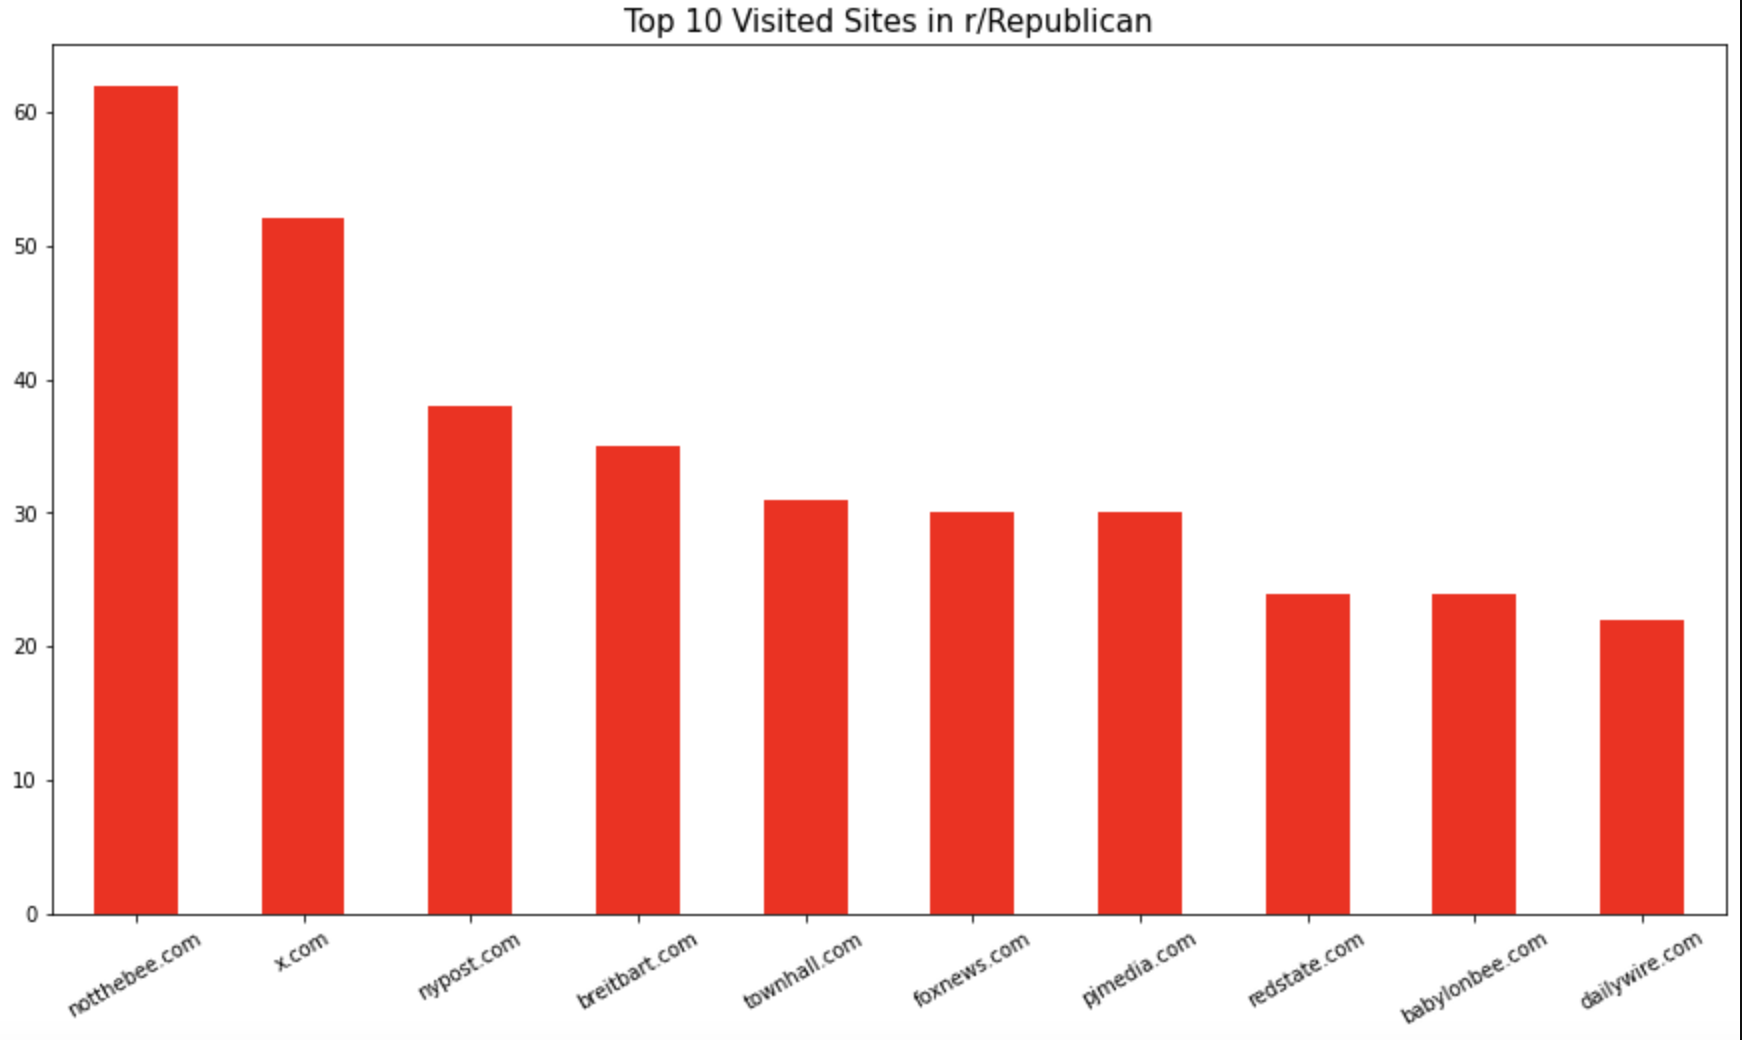 Top 10 Visited Sites in r/Republican
60
50
40
30
20
10
0
notthebee.com
x.com
nypost.com
breitbart.com
townhall.com
foxnews.com
pjmedia.com
redstate.com
babylonbee.com
dailywire.com